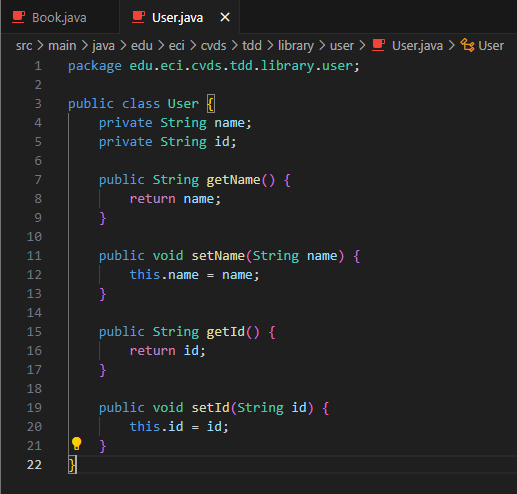 Book.java User.java ×
src > main > java > edu > eci > cvds > tdd > library > user > User.java > User
1 package edu.eci.cvds.tdd.library.user;
2
3 public class User {
4     private String name;
5     private String id;
6
7     public String getName() {
8         return name;
9     }
10
11     public void setName(String name) {
12         this.name = name;
13     }
14
15     public String getId() {
16         return id;
17     }
18
19     public void setId(String id) {
20         this.id = id;
21     }
22 }